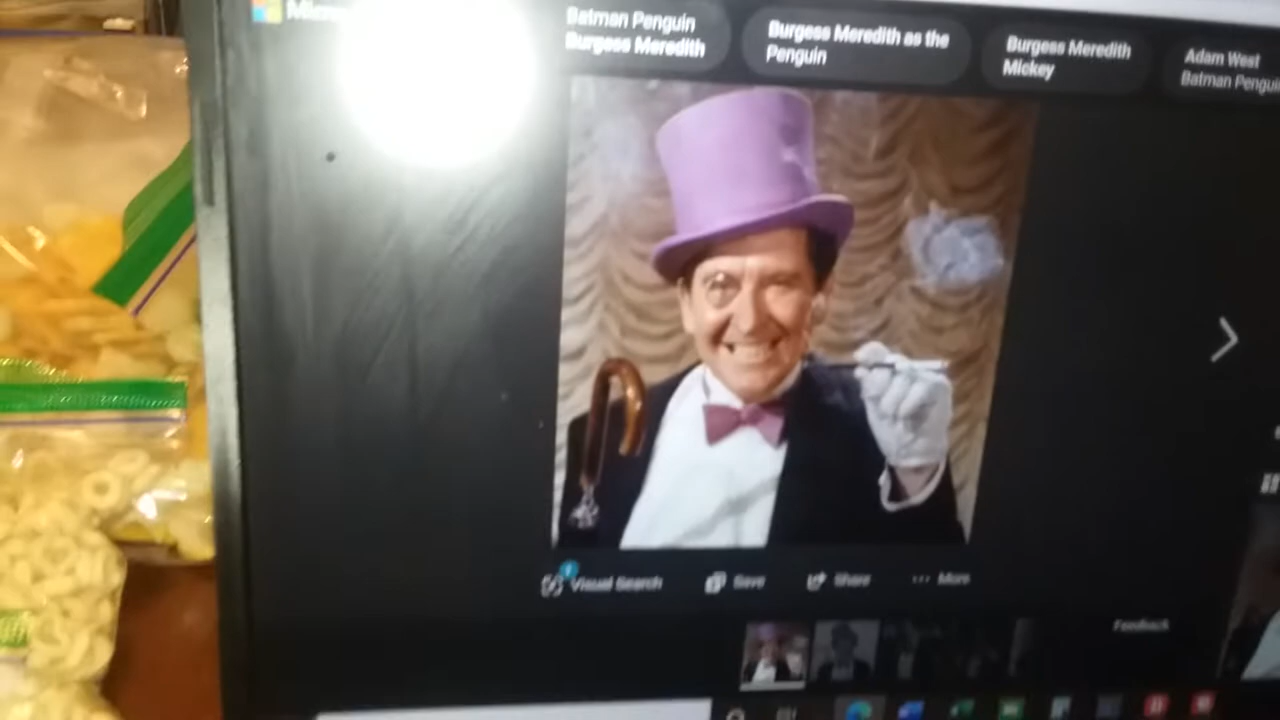 Batman Penguin
Burgess Meredith
Burgess Meredith as the
Penguin
Burgess Meredith
Mickey
Adam West
Batman
Visual Search
Save
Share
More
Feedback